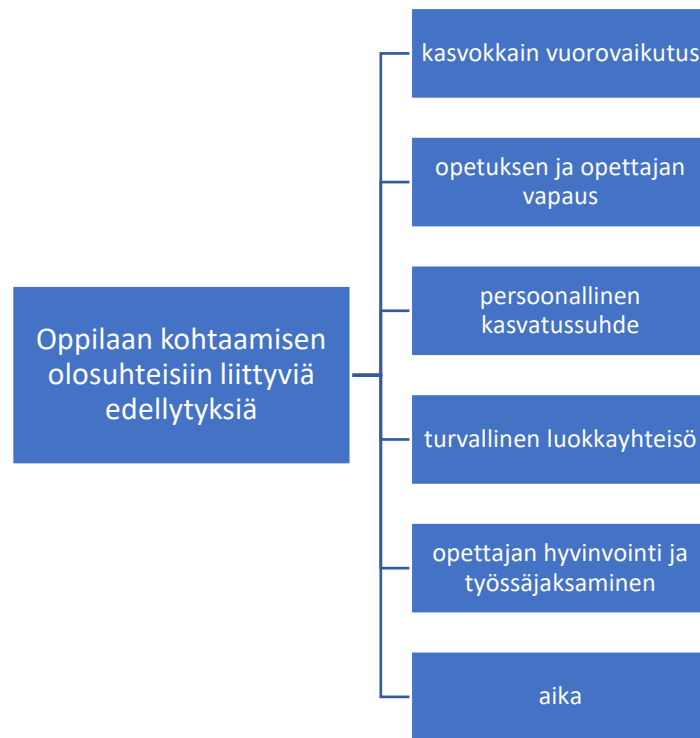 Oppilaan kohtaamisen
olosuhteisiin liittyviä
edellytyksiä
kasvokkain vuorovaikutus
opetuksen ja opettajan
vapaus
persoonallinen
kasvatussuhde
turvallinen luokkayhteisö
opettajan hyvinvointi ja
työssäjaksaminen
aika